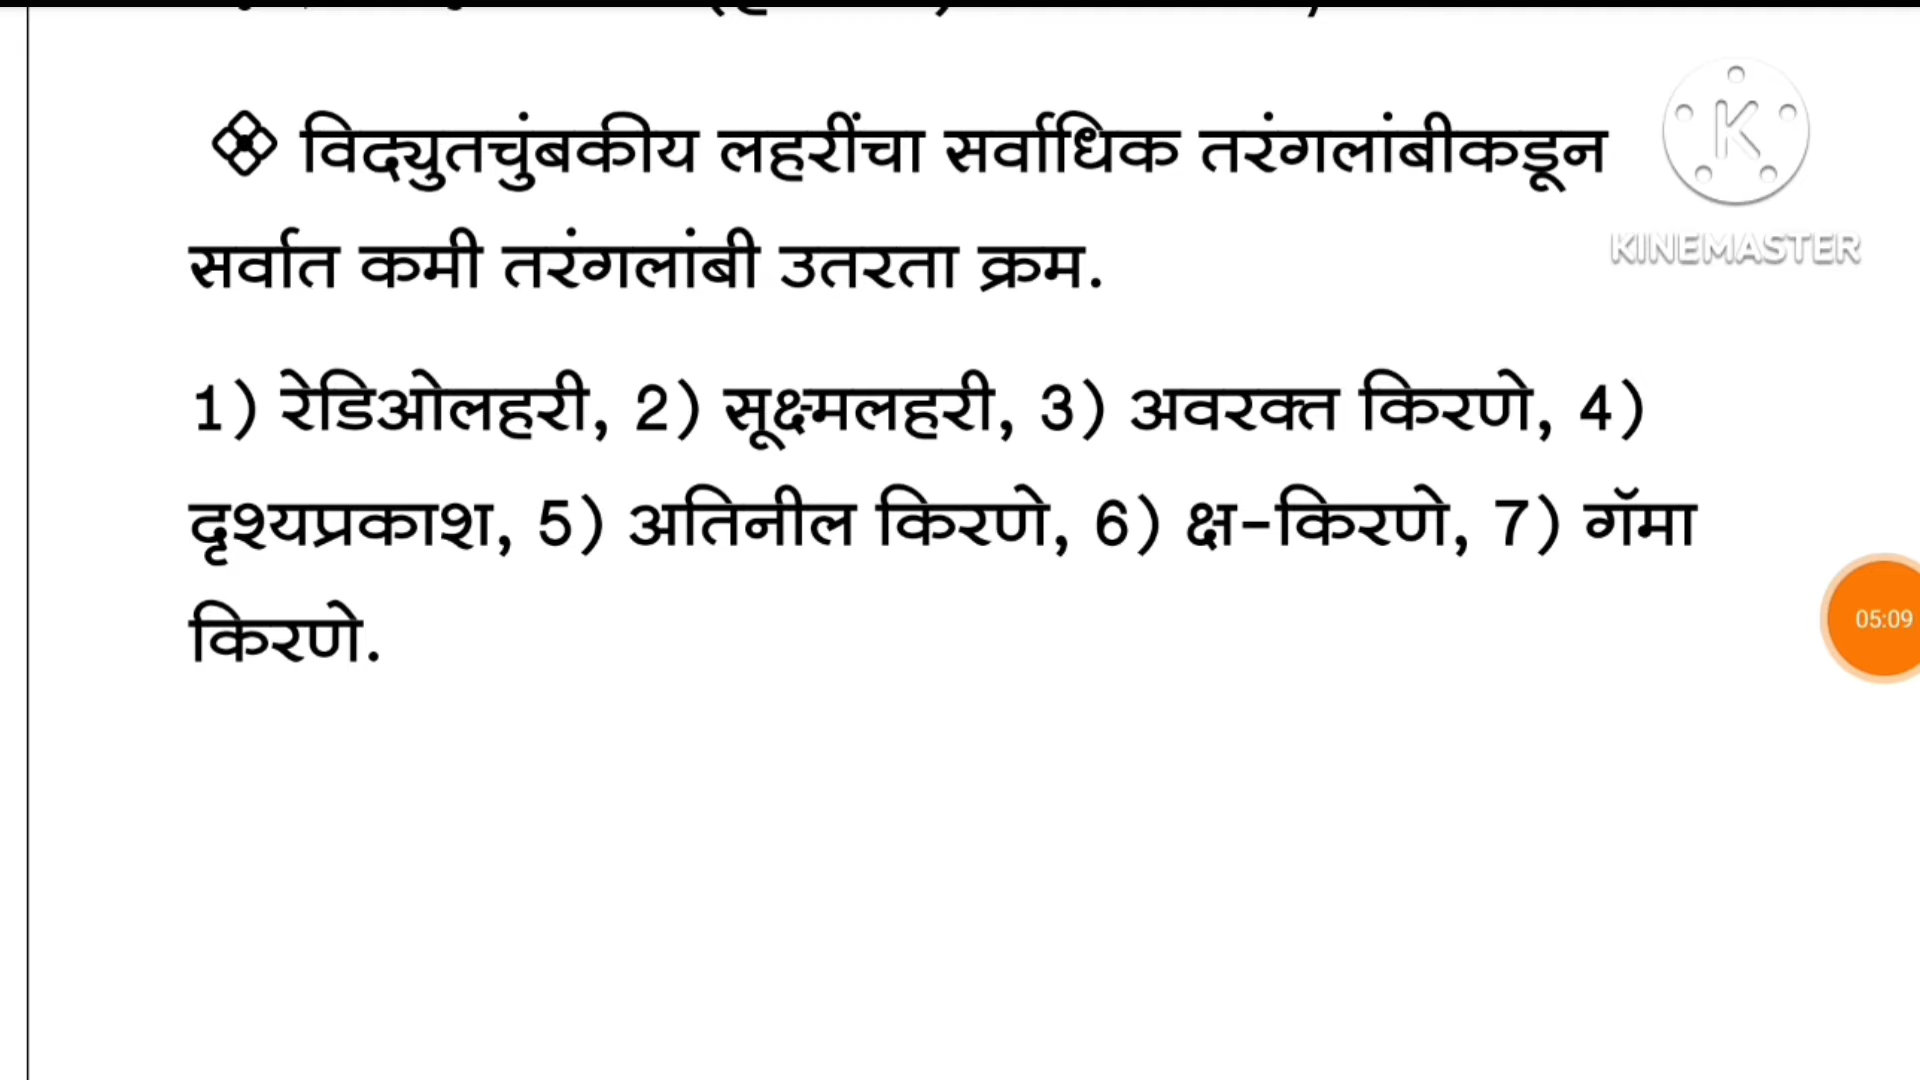 विद्युतचुंबकीय लहरींचा सर्वाधिक तरंगलांबीकडून
सर्वात कमी तरंगलांबी उतरता क्रम.
1) रेडिओलहरी, 2) सूक्ष्मलहरी, 3) अवरक्त किरणे, 4)
दृश्यप्रकाश, 5) अतिनील किरणे, 6) क्ष-किरणे, 7) गॅमा
किरणे.
K
KINEMASTER
05:09